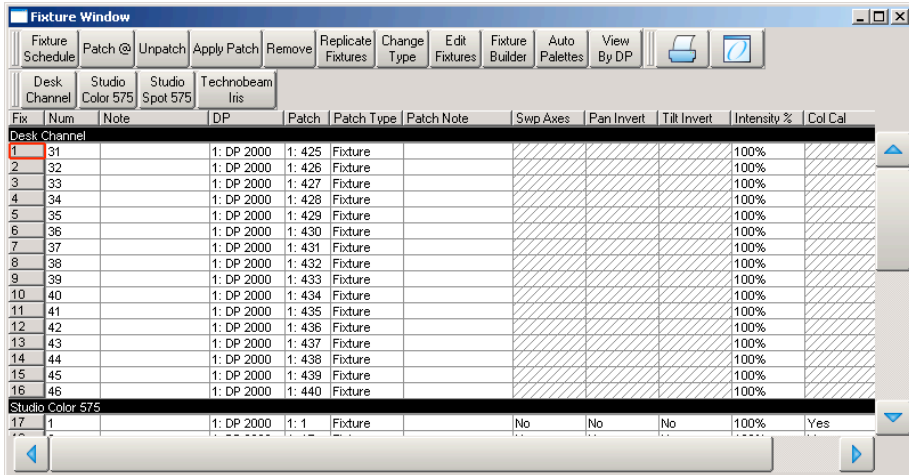 Fixture Window
Fixture Schedule Patch @ Unpatch Apply Patch Remove Replicate Fixtures Change Type Edit Fixtures Fixture Builder Auto Palettes View By DP
Desk Channel Studio Color 575 Studio Spot 575 Technobeam Iris
Fix Num Note DP Patch Patch Type Patch Note Swp Axes Pan Invert Tilt Invert Intensity % Col Cal
Desk Channel
1 31 1: DP 2000 1: 425 Fixture 100%
2 32 1: DP 2000 1: 426 Fixture 100%
3 33 1: DP 2000 1: 427 Fixture 100%
4 34 1: DP 2000 1: 428 Fixture 100%
5 35 1: DP 2000 1: 429 Fixture 100%
6 36 1: DP 2000 1: 430 Fixture 100%
7 37 1: DP 2000 1: 431 Fixture 100%
8 38 1: DP 2000 1: 432 Fixture 100%
9 39 1: DP 2000 1: 433 Fixture 100%
10 40 1: DP 2000 1: 434 Fixture 100%
11 41 1: DP 2000 1: 435 Fixture 100%
12 42 1: DP 2000 1: 436 Fixture 100%
13 43 1: DP 2000 1: 437 Fixture 100%
14 44 1: DP 2000 1: 438 Fixture 100%
15 45 1: DP 2000 1: 439 Fixture 100%
16 46 1: DP 2000 1: 440 Fixture 100%
Studio Color 575
17 1 1: DP 2000 1: 1 Fixture No No No 100% Yes